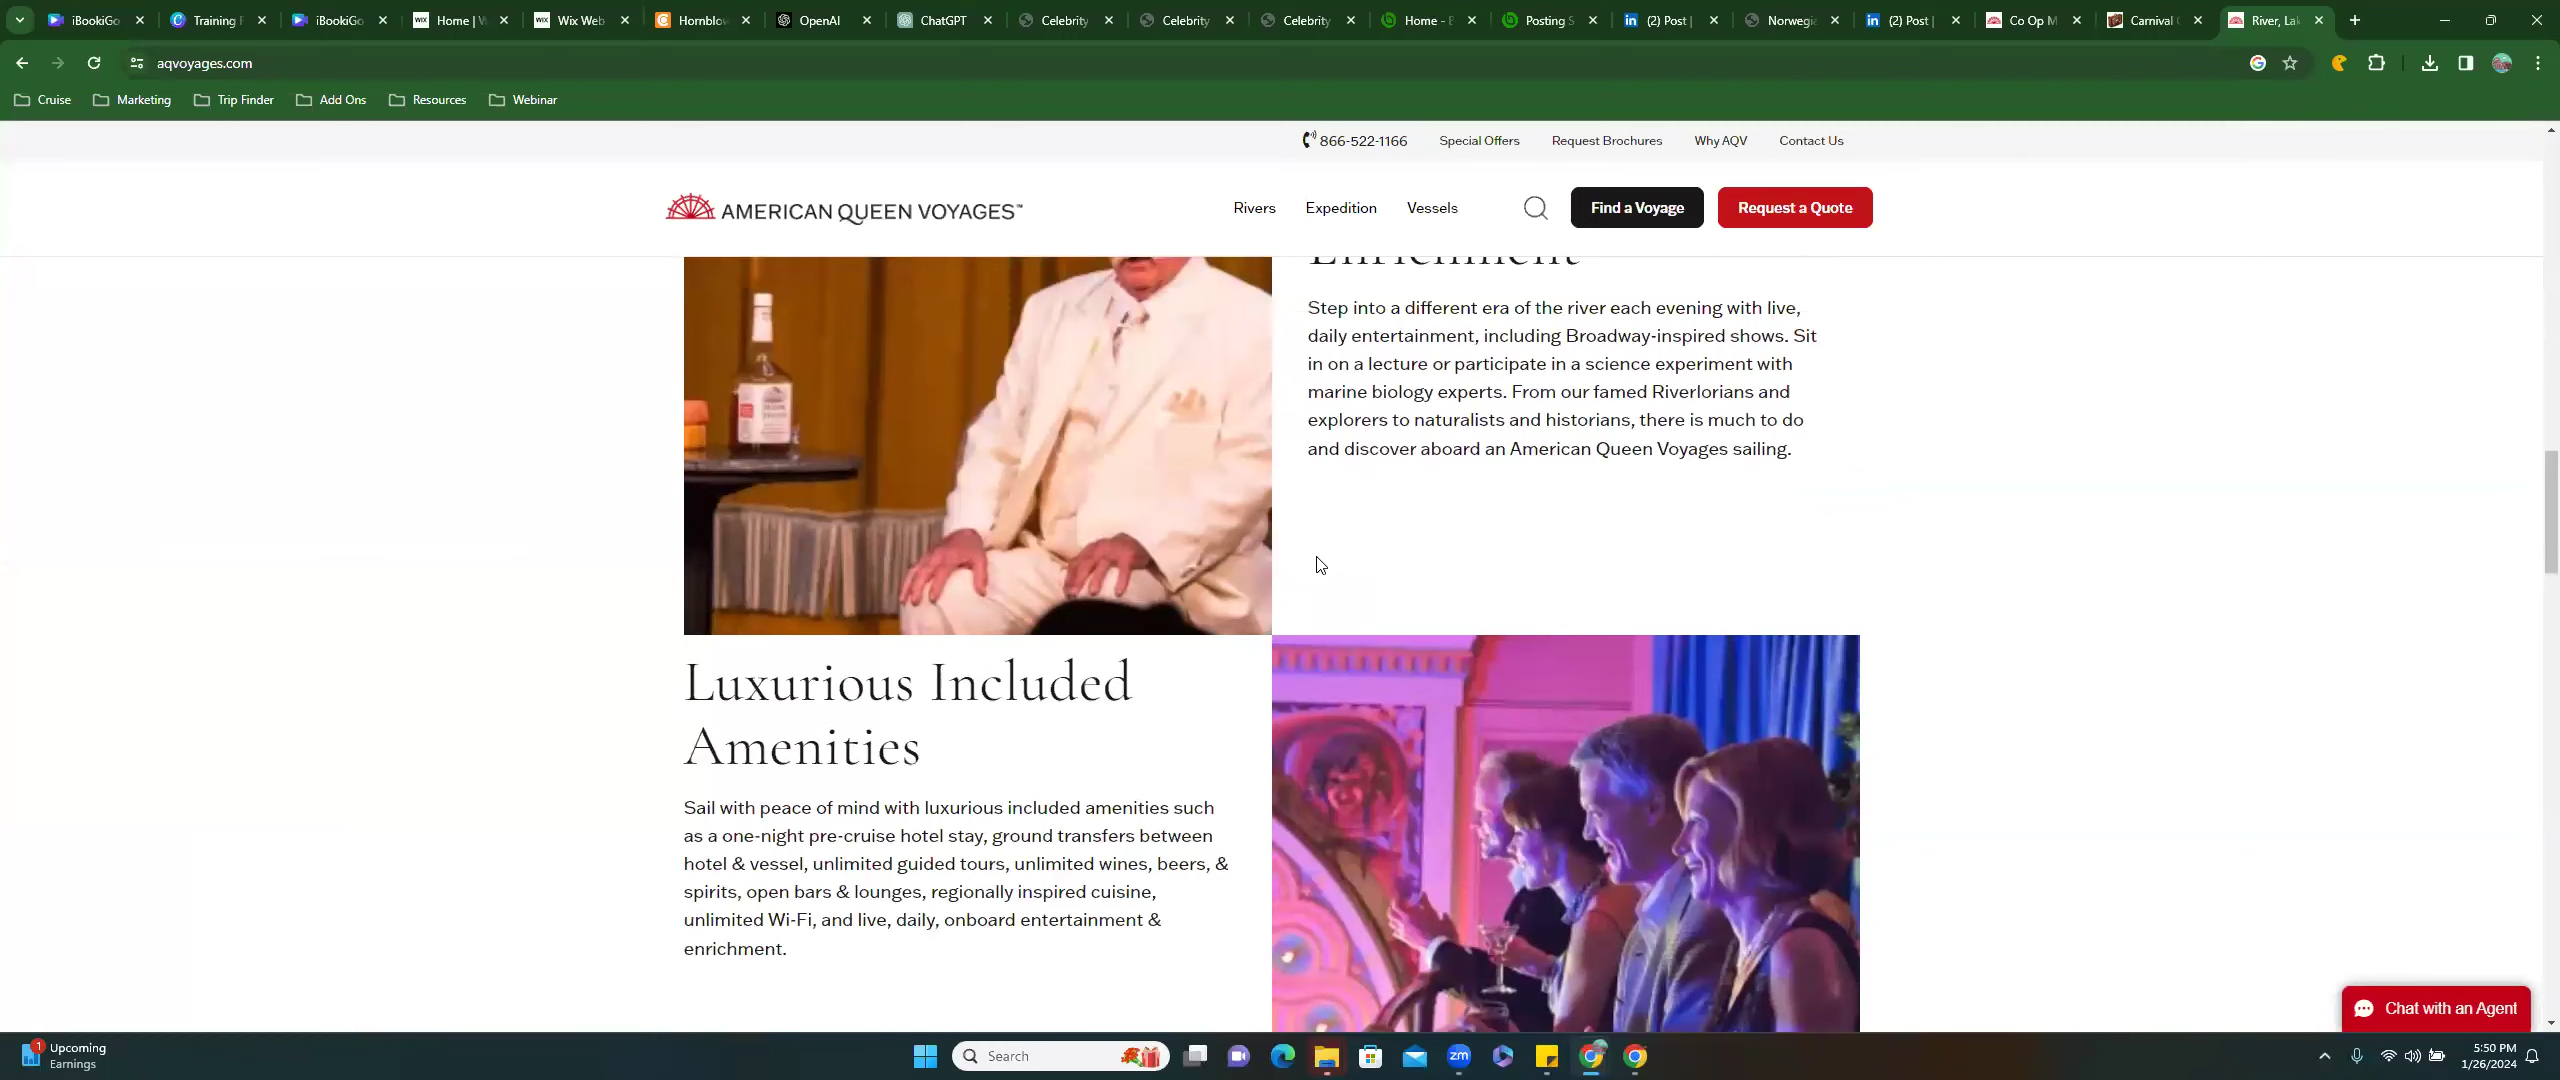 iBookiGo
Training F
iBookiGo
Home | W
Wix Web
Hornblow
OpenAI
ChatGPT
Celebrity
Celebrity
Celebrity
Home - B
Posting S
(2) Post |
Norwegia
(2) Post |
Co Op M
Carnival C
River, Lak
aqvoyages.com
Cruise
Marketing
Trip Finder
Add Ons
Resources
Webinar
866-522-1166
Special Offers
Request Brochures
Why AQV
Contact Us
AMERICAN QUEEN VOYAGES™
Rivers
Expedition
Vessels
Find a Voyage
Request a Quote
Enrichment
Step into a different era of the river each evening with live,
daily entertainment, including Broadway-inspired shows. Sit
in on a lecture or participate in a science experiment with
marine biology experts. From our famed Riverlorians and
explorers to naturalists and historians, there is much to do
and discover aboard an American Queen Voyages sailing.
Luxurious Included
Amenities
Sail with peace of mind with luxurious included amenities such
as a one-night pre-cruise hotel stay, ground transfers between
hotel & vessel, unlimited guided tours, unlimited wines, beers, &
spirits, open bars & lounges, regionally inspired cuisine,
unlimited Wi-Fi, and live, daily, onboard entertainment &
enrichment.
Chat with an Agent
1
Upcoming
Earnings
Search
zm
5:50 PM
1/26/2024